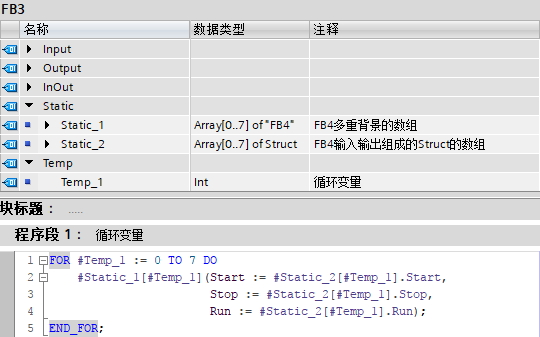 FB3
名称 数据类型 注释
Input
Output
InOut
Static
Static_1 Array[0..7] of "FB4" FB4多重背景的数组
Static_2 Array[0..7] of Struct FB4输入输出组成的Struct的数组
Temp
Temp_1 Int 循环变量
块标题： .....
程序段 1： 循环变量
1 FOR #Temp_1 := 0 TO 7 DO
2 #Static_1[#Temp_1](Start := #Static_2[#Temp_1].Start,
3 Stop := #Static_2[#Temp_1].Stop,
4 Run := #Static_2[#Temp_1].Run);
5 END_FOR;